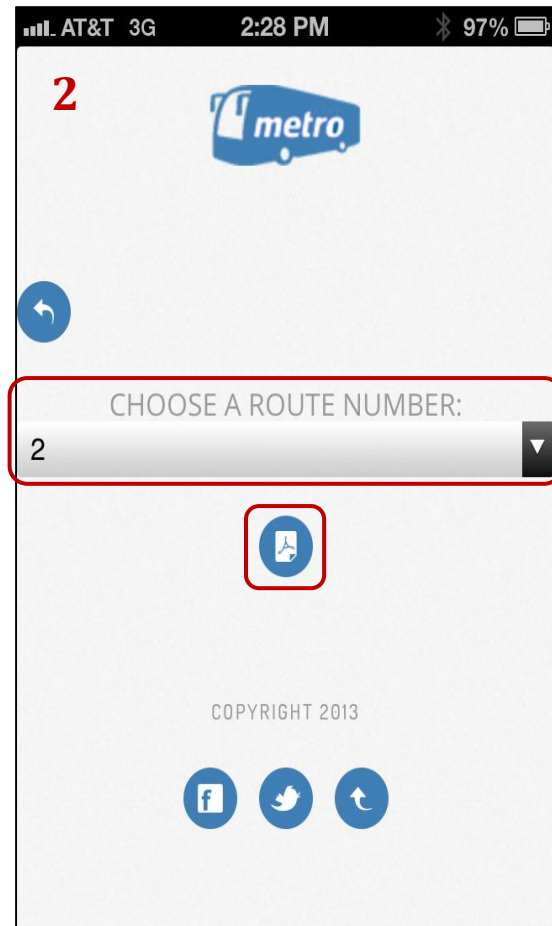 AT&T 3G 2:28 PM 97%
2
metro
CHOOSE A ROUTE NUMBER:
2
COPYRIGHT 2013